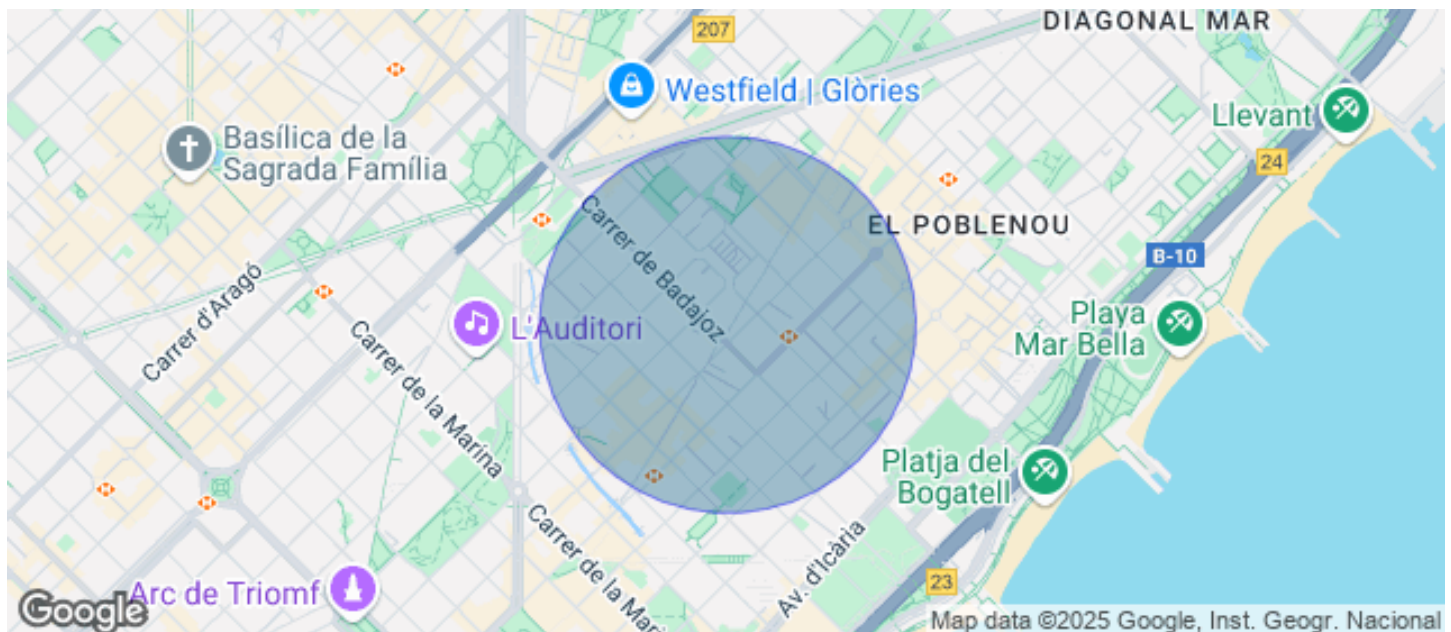 DIAGONAL MAR
207
Westfield | Glòries
Llevant
Basílica de la
Sagrada Família
24
Carrer de Badajoz
EL POBLENOU
B-10
Carrer d'Aragó
L'Auditori
Playa
Mar Bella
Carrer de la Marina
Platja del
Bogatell
Carrer de la Mari
Av. d'Icària
23
Arc de Triomf
Google
Map data ©2025 Google, Inst. Geogr. Nacional